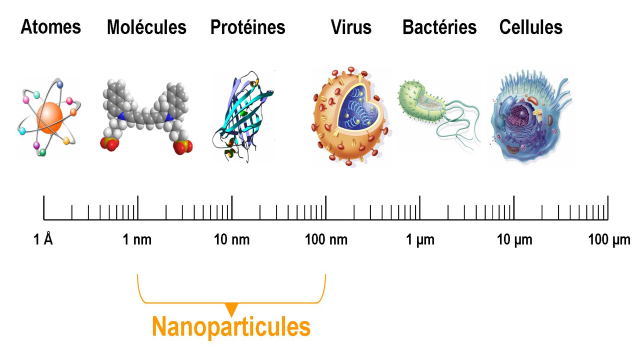 Atomes Molécules Protéines Virus Bactéries Cellules
1 Å 1 nm 10 nm 100 nm 1 µm 10 µm 100 µm
Nanoparticules